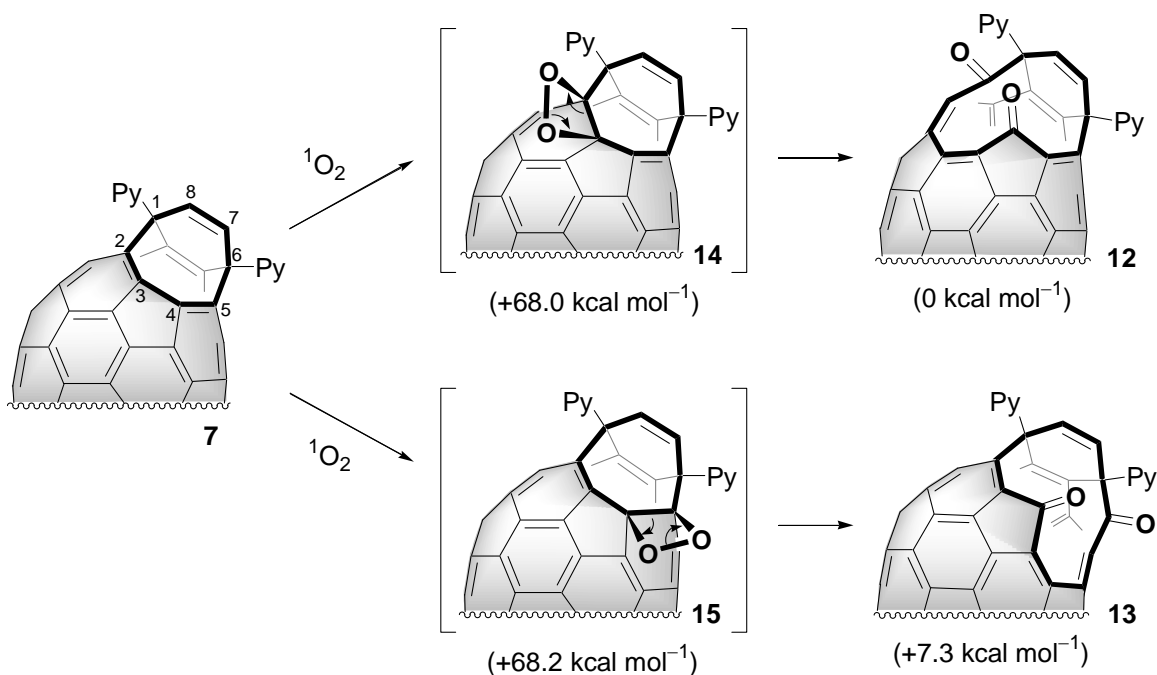 Py
O
O
14
(+68.0 kcal mol−1)
Py
O
O
Py
12
(0 kcal mol−1)
1O2
Py
1
8
7
2
6
Py
3
4
5
7
1O2
Py
Py
O
O
15
(+68.2 kcal mol−1)
Py
Py
O
O
13
(+7.3 kcal mol−1)